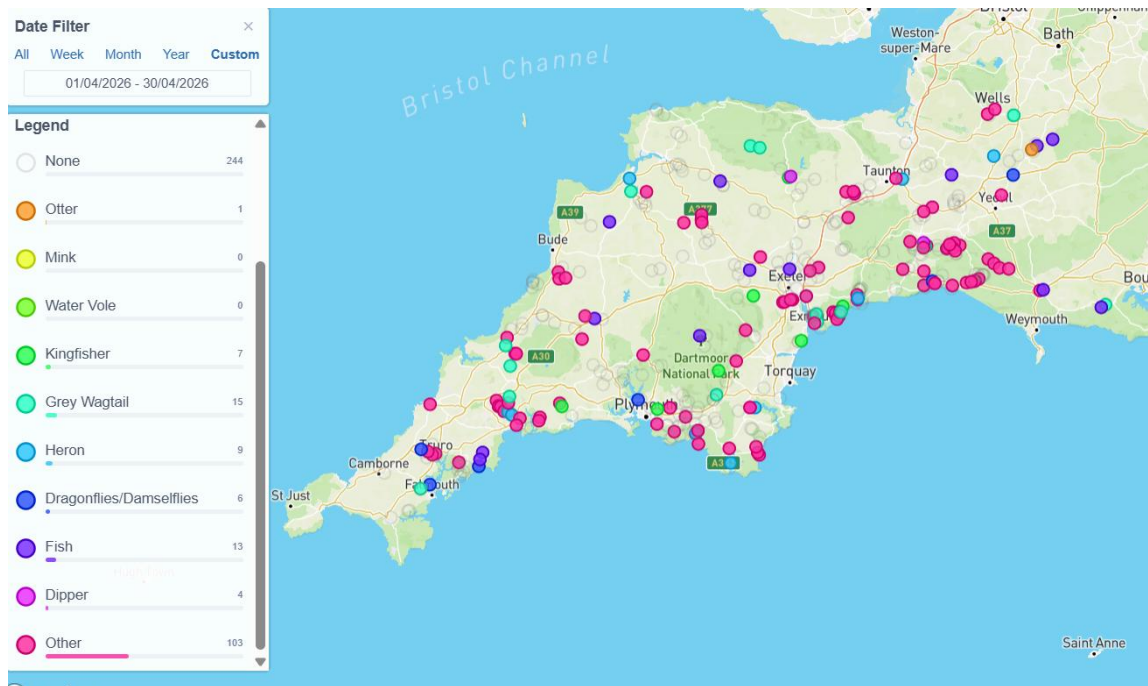 Date Filter ×
All Week Month Year Custom
01/04/2026 - 30/04/2026
Legend
None 244
Otter 1
Mink 0
Water Vole 0
Kingfisher 7
Grey Wagtail 15
Heron 9
Dragonflies/Damselflies 6
Fish 13
Dipper 4
Other 103
Bristol Channel
Bristol
Weston-
super-Mare
Bath
Wells
Taunton
Yeovil
A39
A377
A37
Bude
Exeter
Bou
Weymouth
A30
Dartmoor
National Park
Torquay
Plymouth
Truro
Camborne
Falmouth
St Just
A3
Saint Anne